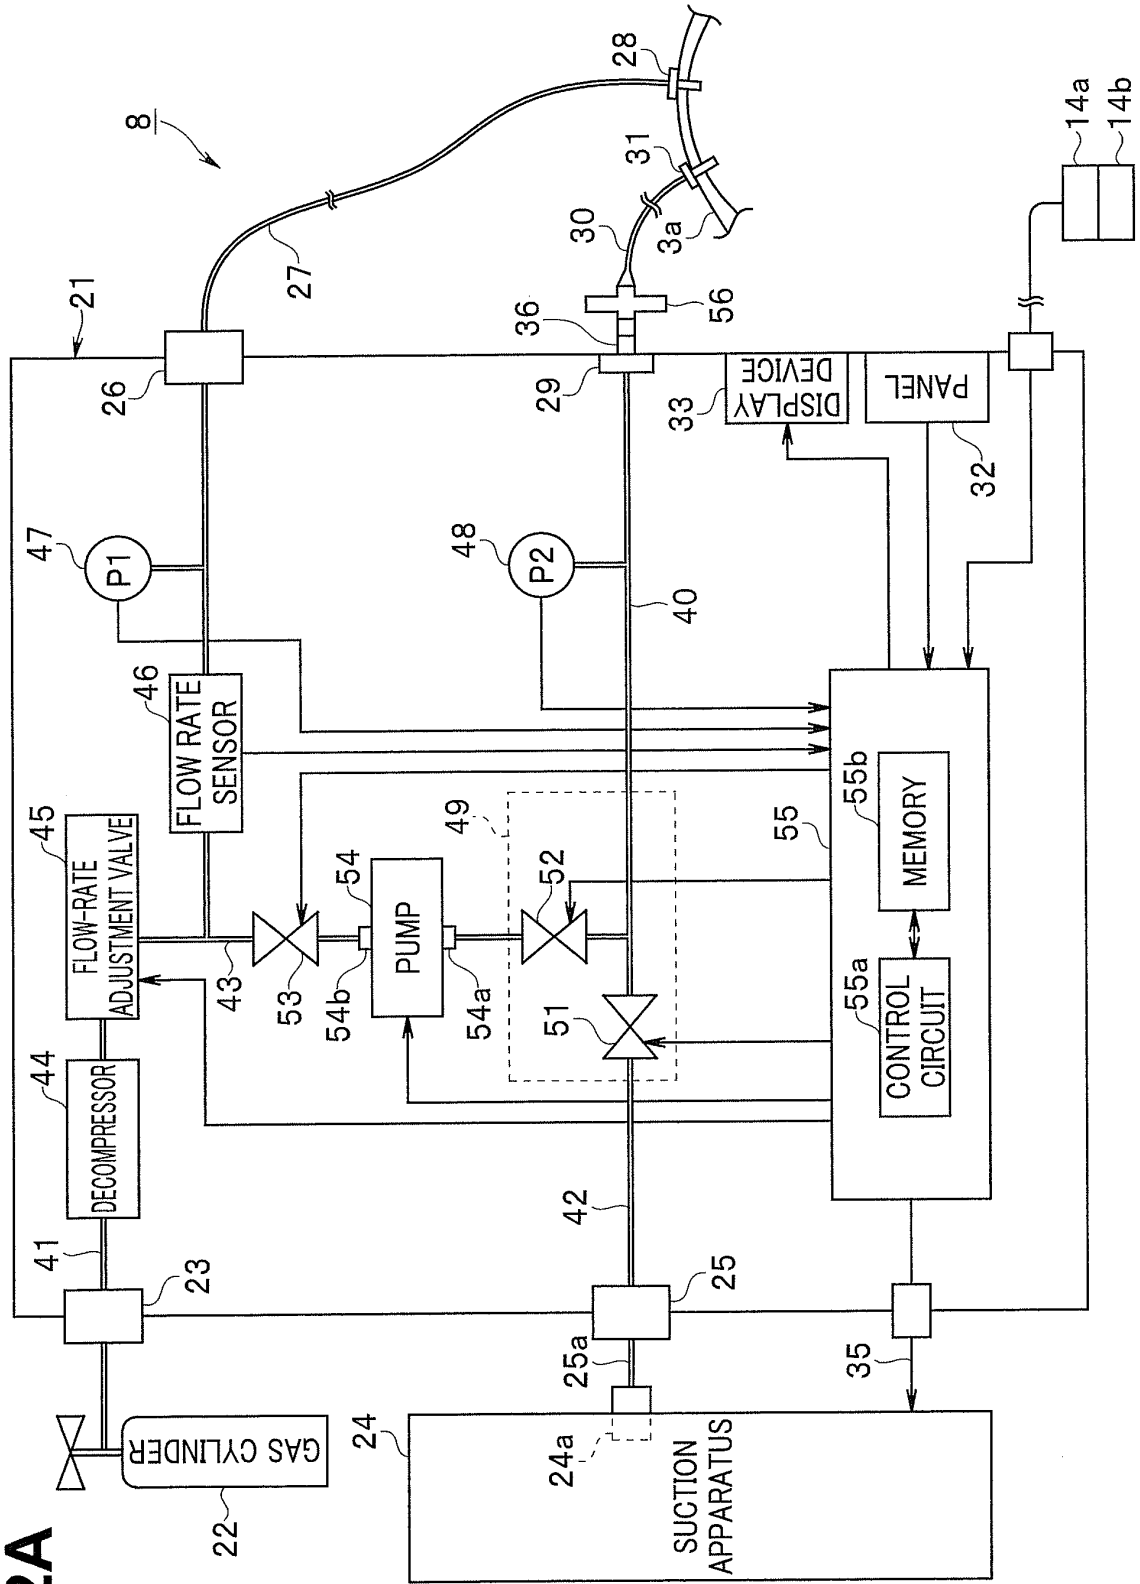 2A
8
21
22
GAS CYLINDER
23
41
44
DECOMPRESSOR
45
FLOW-RATE
ADJUSTMENT VALVE
46
FLOW RATE
SENSOR
47
P1
26
27
28
43
53
54b
54
PUMP
54a
49
52
51
48
P2
40
29
36
56
30
31
3a
24
24a
SUCTION
APPARATUS
25a
25
42
33
DISPLAY
DEVICE
32
PANEL
55
55a
CONTROL
CIRCUIT
55b
MEMORY
35
14a
14b